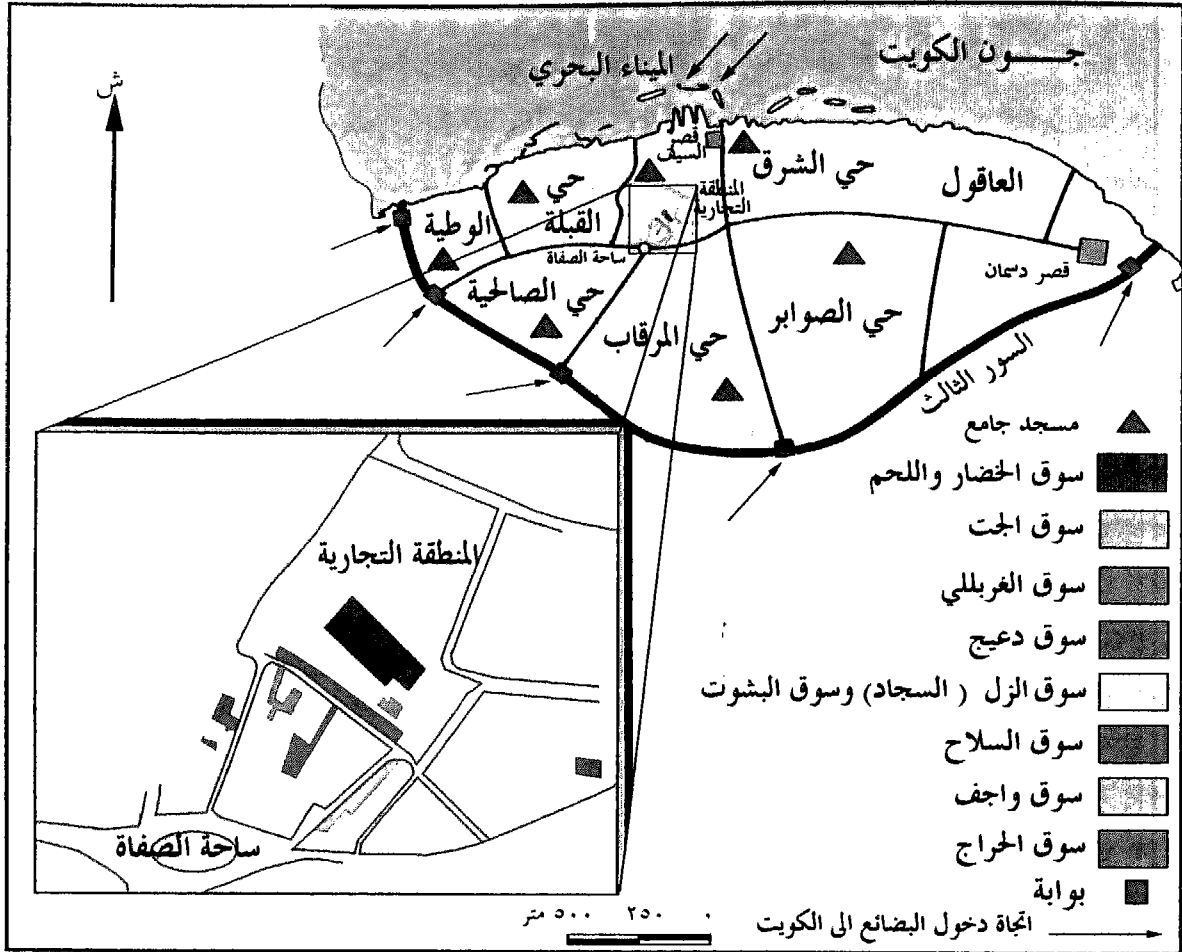 جـــــون الكويت
الميناء البحري
ش
قصر
السيف
حي الشرق
العاقول
المنطقة
التجارية
حي
القبلة
الوطية
ساحة الصفاة
قصر دسمان
حي الصالحية
حي المرقاب
حي الصوابر
السور الثالث
مسجد جامع
سوق الخضار واللحم
سوق الجت
سوق الغربللي
سوق دعيج
سوق الزل ( السجاد) وسوق البشوت
سوق السلاح
سوق واجف
سوق الحراج
بوابة
اتجاة دخول البضائع الى الكويت
المنطقة التجارية
ساحة الصفاة
٠ ٢٥٠ ٥٠٠ متر